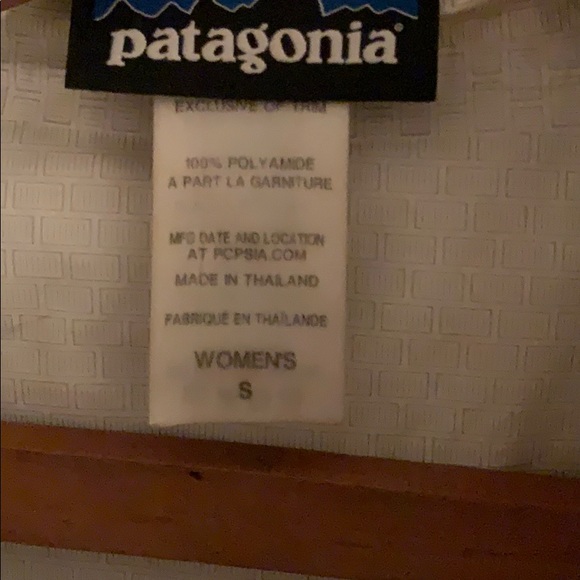 patagonia®
EXCLUSIVE OF TRIM
100% POLYAMIDE
A PART LA GARNITURE
MFG DATE AND LOCATION
AT PCPSIA.COM
MADE IN THAILAND
FABRIQUE EN THAÏLANDE
WOMEN'S
S